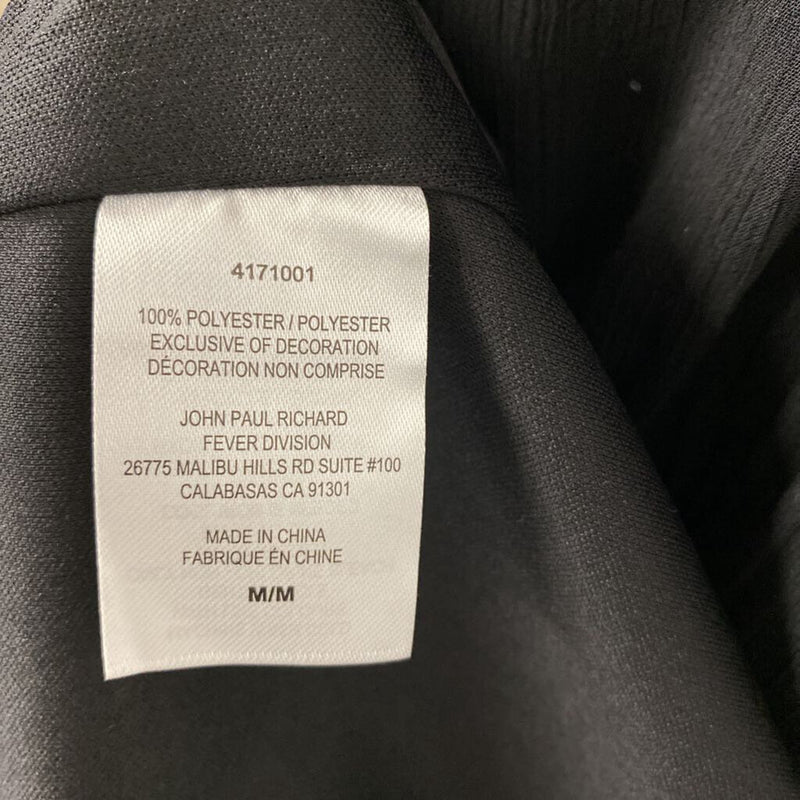 4171001
100% POLYESTER / POLYESTER
EXCLUSIVE OF DECORATION
DÉCORATION NON COMPRISE
JOHN PAUL RICHARD
FEVER DIVISION
26775 MALIBU HILLS RD SUITE #100
CALABASAS CA 91301
MADE IN CHINA
FABRIQUE ÉN CHINE
M/M